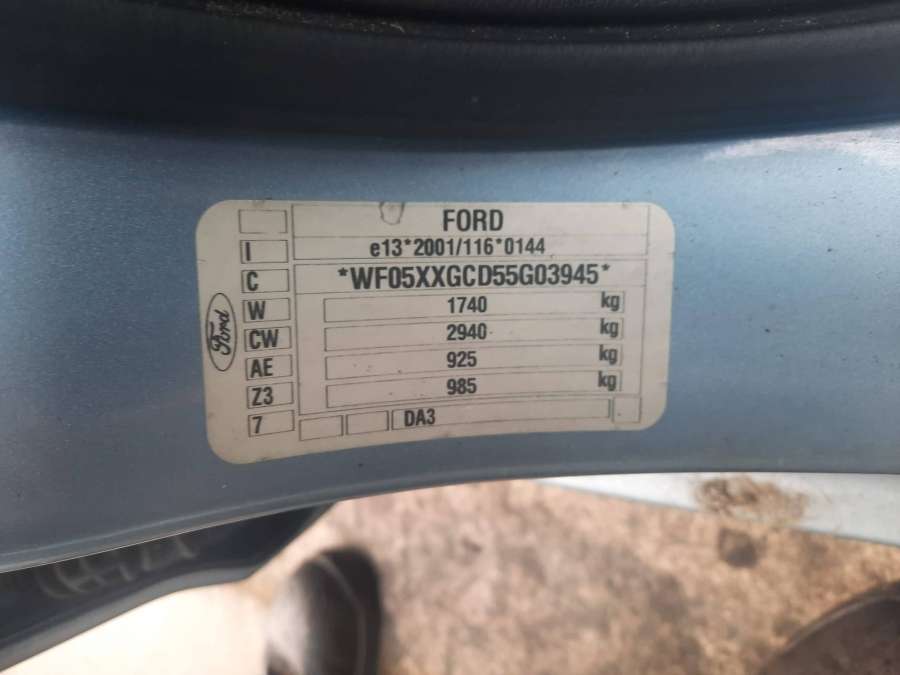 FORD
I e13*2001/116*0144
C *WF05XXGCD55G03945*
W 1740 kg
CW 2940 kg
AE 925 kg
Z3 985 kg
7 DA3
Ford